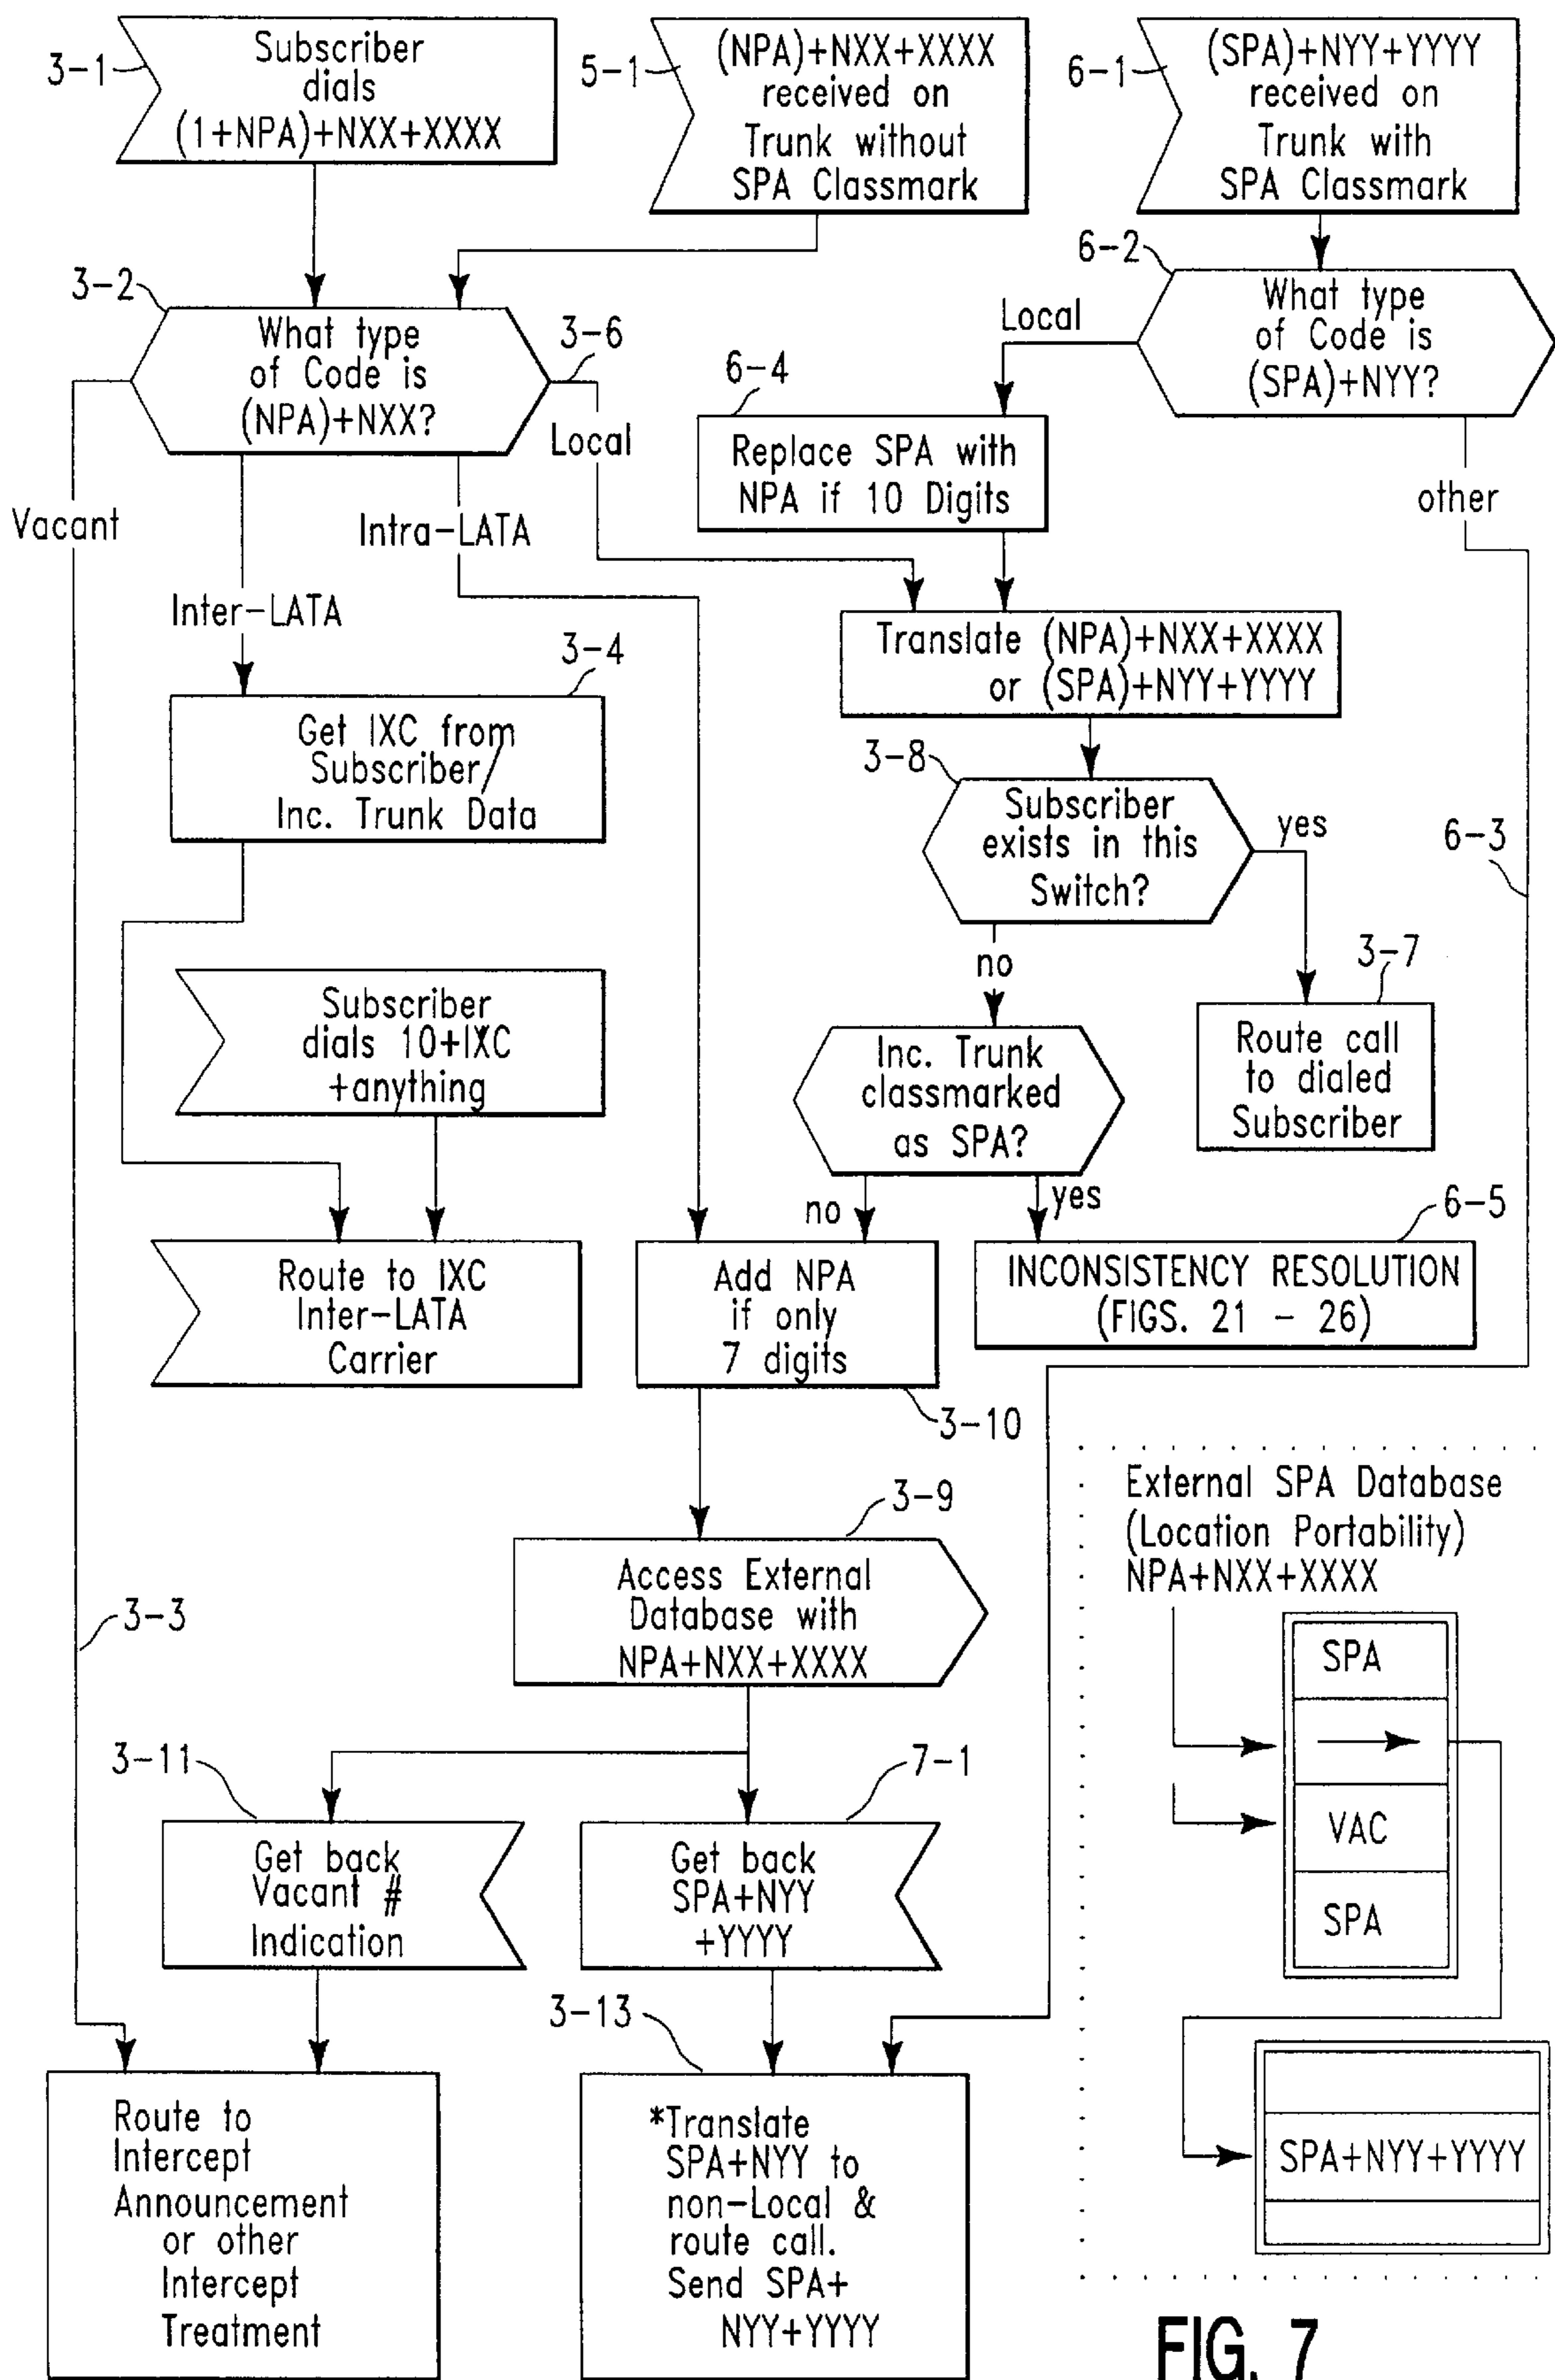 3-1
Subscriber
dials
(1+NPA)+NXX+XXXX
5-1
(NPA)+NXX+XXXX
received on
Trunk without
SPA Classmark
6-1
(SPA)+NYY+YYYY
received on
Trunk with
SPA Classmark
3-2
What type
of Code is
(NPA)+NXX?
3-6
Local
Vacant
Intra-LATA
Inter-LATA
6-2
What type
of Code is
(SPA)+NYY?
Local
other
6-4
Replace SPA with
NPA if 10 Digits
Translate (NPA)+NXX+XXXX
or (SPA)+NYY+YYYY
3-4
Get IXC from
Subscriber/
Inc. Trunk Data
3-8
Subscriber
exists in this
Switch?
yes
no
6-3
3-7
Route call
to dialed
Subscriber
Subscriber
dials 10+IXC
+anything
Inc. Trunk
classmarked
as SPA?
no
yes
6-5
Route to IXC
Inter-LATA
Carrier
Add NPA
if only
7 digits
3-10
INCONSISTENCY RESOLUTION
(FIGS. 21 - 26)
3-9
Access External
Database with
NPA+NXX+XXXX
3-3
3-11
Get back
Vacant #
Indication
7-1
Get back
SPA+NYY
+YYYY
3-13
Route to
Intercept
Announcement
or other
Intercept
Treatment
*Translate
SPA+NYY to
non-Local &
route call.
Send SPA+
NYY+YYYY
External SPA Database
(Location Portability)
NPA+NXX+XXXX
SPA
VAC
SPA
SPA+NYY+YYYY
FIG. 7